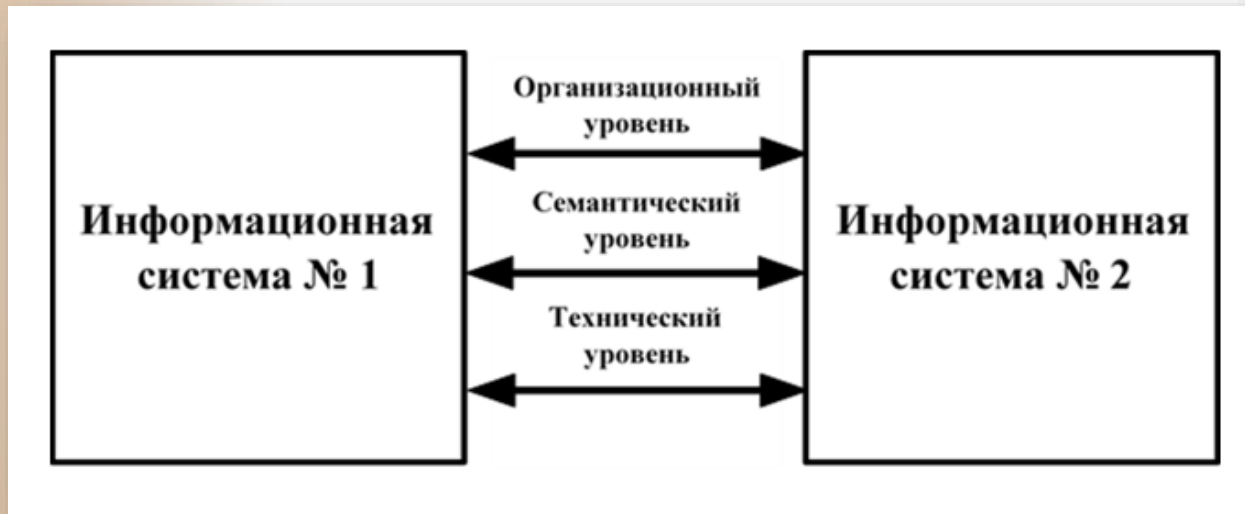 Информационная
система № 1
Организационный
уровень
Семантический
уровень
Технический
уровень
Информационная
система № 2